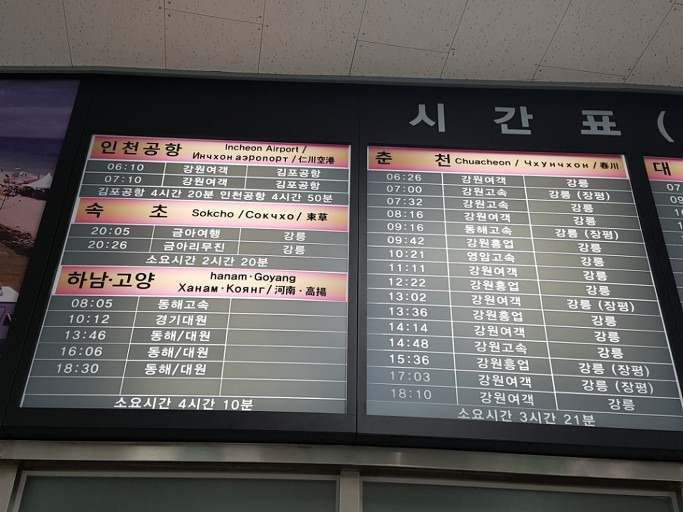 시 간 표 (
인천공항 Incheon Airport /
Инчхон аэропорт / 仁川空港
06:10 강원여객 김포공항
07:10 강원여객 김포공항
김포공항 4시간 20분 인천공항 4시간 50분
속 초 Sokcho / Сокчхо / 東草
20:05 금아여행 강릉
20:26 금아리무진 강릉
소요시간 2시간 20분
하남·고양 hanam·Goyang
Ханам·Коянг / 河南·高揚
08:05 동해고속
10:12 경기대원
13:46 동해/대원
16:06 동해/대원
18:30 동해/대원
소요시간 4시간 10분
춘 천 Chuacheon / Чхунчхон / 春川
06:26 강원여객 강릉
07:00 강원고속 강릉 (장평)
07:32 강원고속 강릉
08:16 강원여객 강릉
09:16 동해고속 강릉 (장평)
09:42 강원흥업 강릉
10:21 영암고속 강릉
11:11 강원여객 강릉
12:22 강원흥업 강릉
13:02 강원여객 강릉 (장평)
13:36 강원흥업 강릉
14:14 강원여객 강릉
14:48 강원고속 강릉
15:36 강원흥업 강릉 (장평)
17:03 강원여객 강릉 (장평)
18:10 강원여객 강릉
소요시간 3시간 21분
대